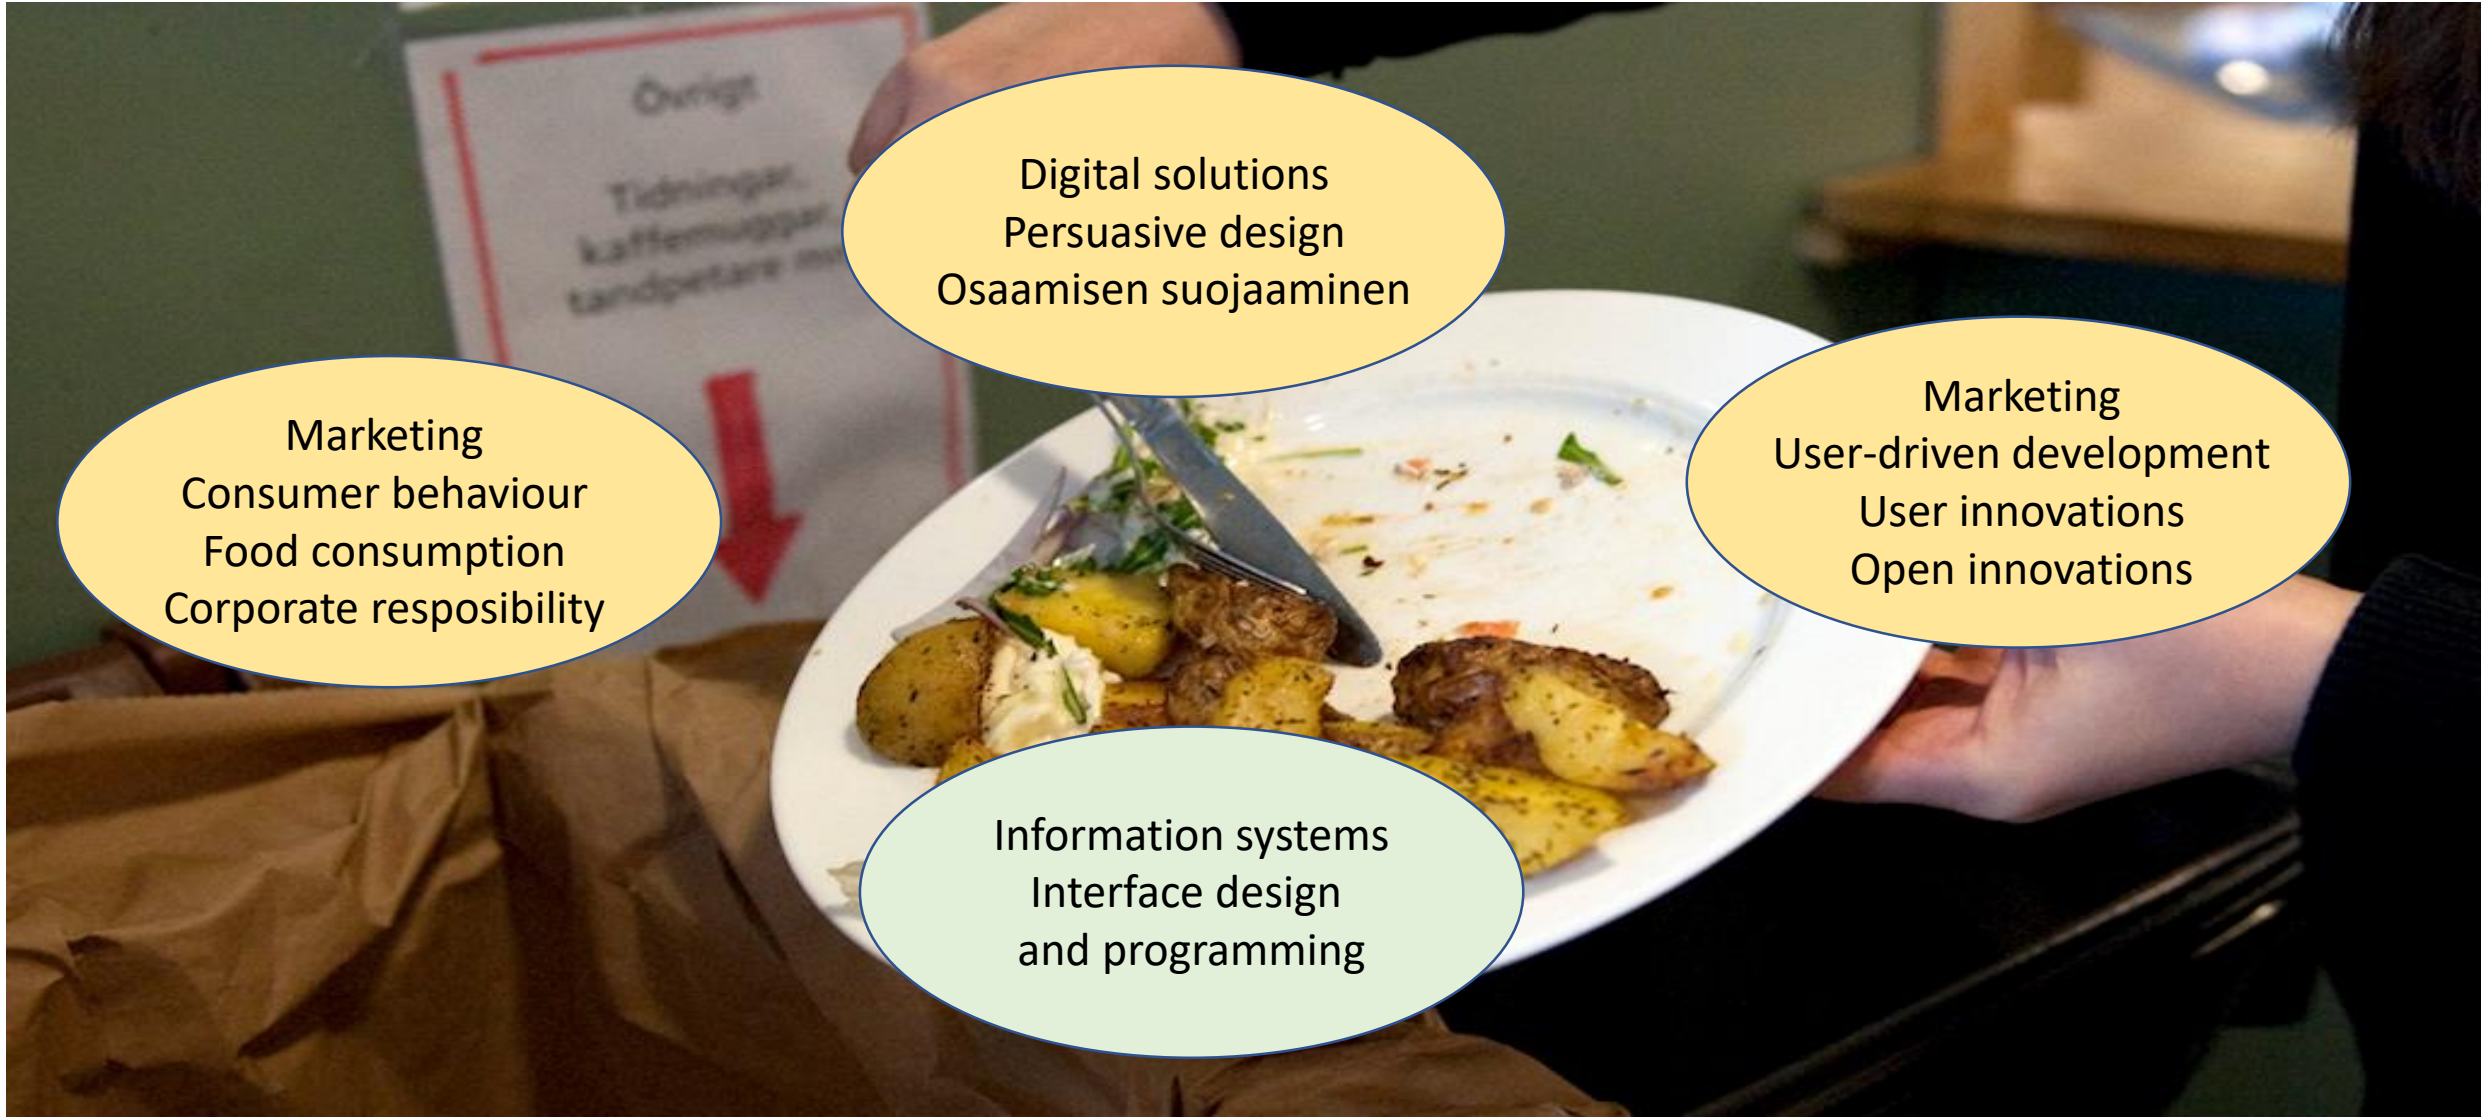 Övrigt
Tidningar,
kaffemuggar,
tandpetare
Digital solutions
Persuasive design
Osaamisen suojaaminen
Marketing
Consumer behaviour
Food consumption
Corporate resposibility
Marketing
User-driven development
User innovations
Open innovations
Information systems
Interface design
and programming